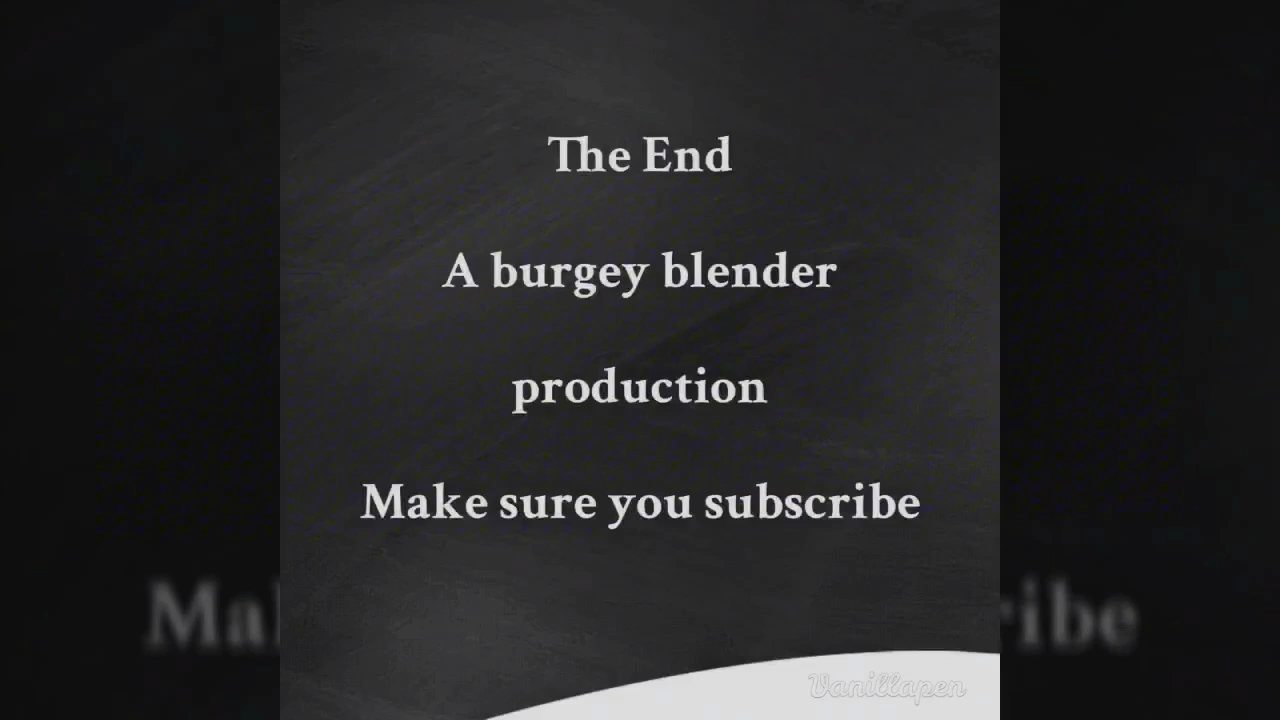 The End
A burgey blender
production
Make sure you subscribe
Vanillapen